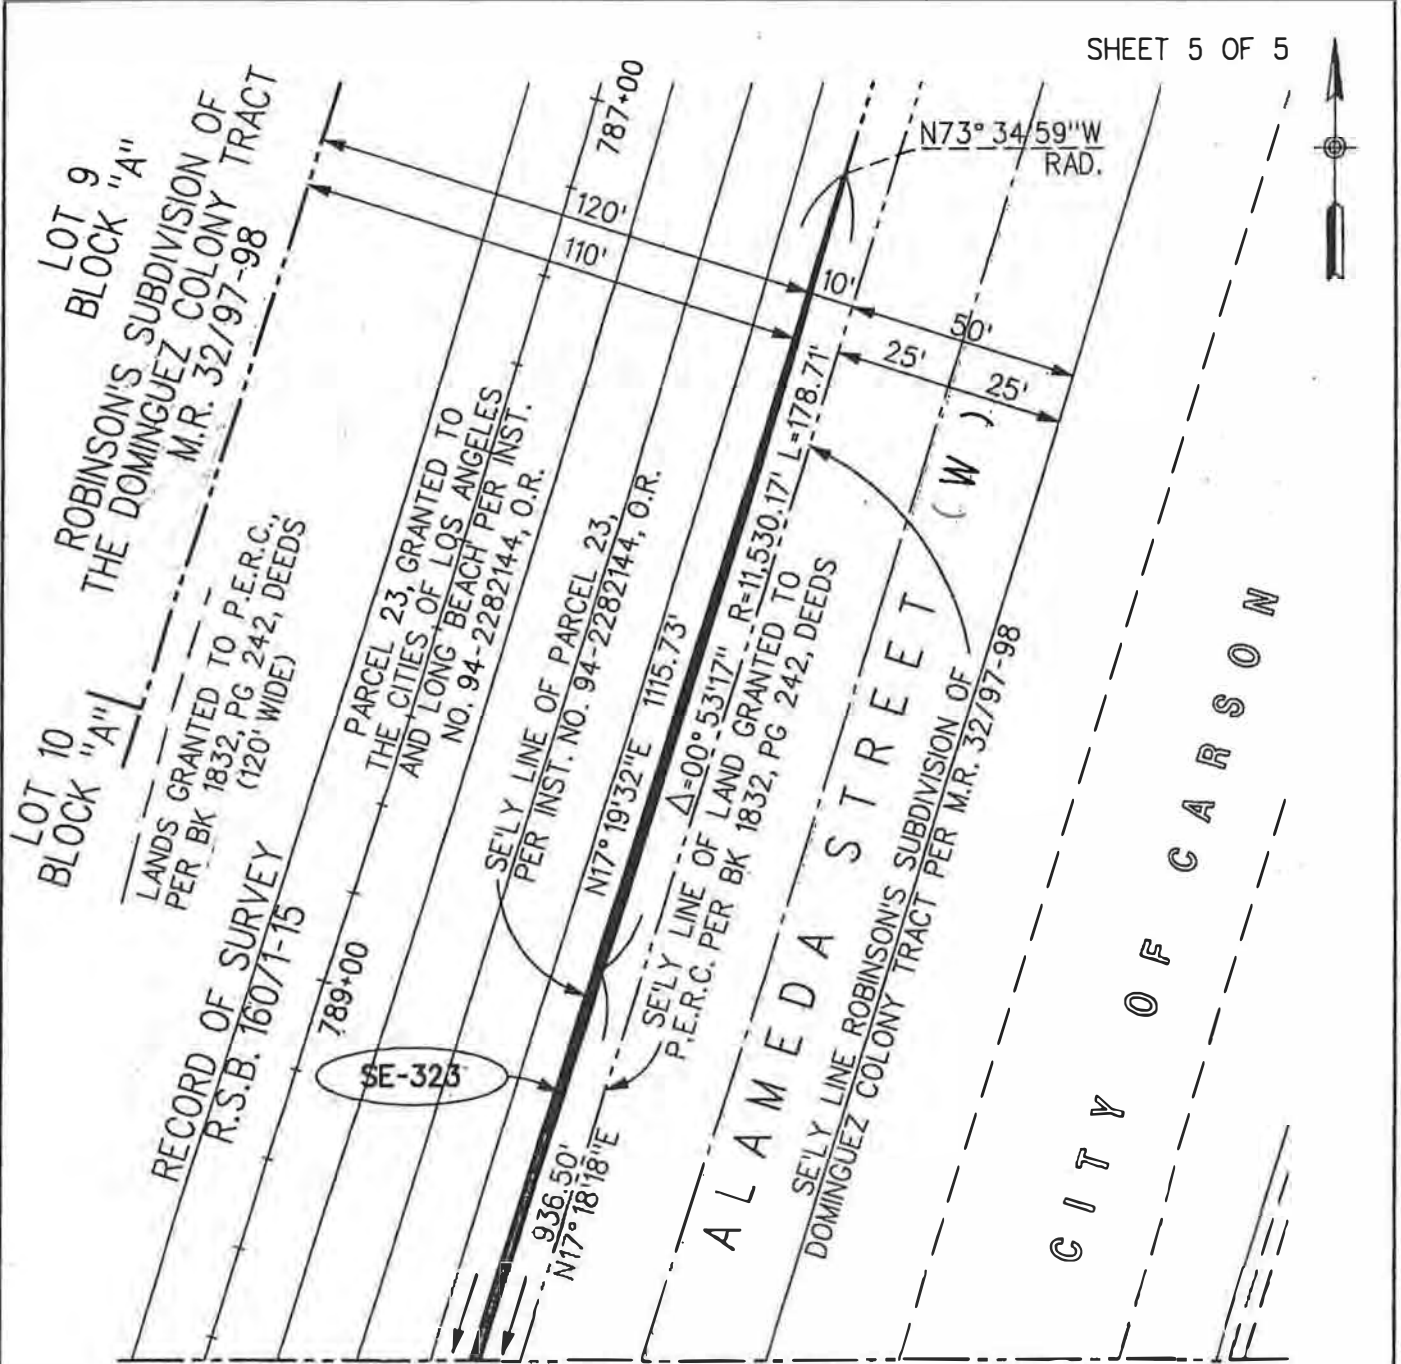 SHEET 5 OF 5
LOT 9
BLOCK "A"
ROBINSON'S SUBDIVISION OF
THE DOMINGUEZ COLONY TRACT
M.R. 32/97-98
787+00
N73°34'59"W
RAD.
120'
110'
10'
50'
25'
25'
LOT 10
BLOCK "A"
LANDS GRANTED TO P.E.R.C.,
PER BK 1832, PG 242, DEEDS
(120' WIDE)
PARCEL 23, GRANTED TO
THE CITIES OF LOS ANGELES
AND LONG BEACH PER INST.
NO. 94-2282144, O.R.
SE'LY LINE OF PARCEL 23,
PER INST. NO. 94-2282144, O.R.
N17°19'32"E 1115.73'
Δ=00°53'17" R=11,530.17' L=178.71'
SE'LY LINE OF LAND GRANTED TO
P.E.R.C. PER BK 1832, PG 242, DEEDS
ALAMEDA STREET (W)
SE'LY LINE ROBINSON'S SUBDIVISION OF
DOMINGUEZ COLONY TRACT PER M.R. 32/97-98
CITY OF CARSON
RECORD OF SURVEY
R.S.B. 160/1-15
789+00
SE-323
936.50'
N17°18'18"E